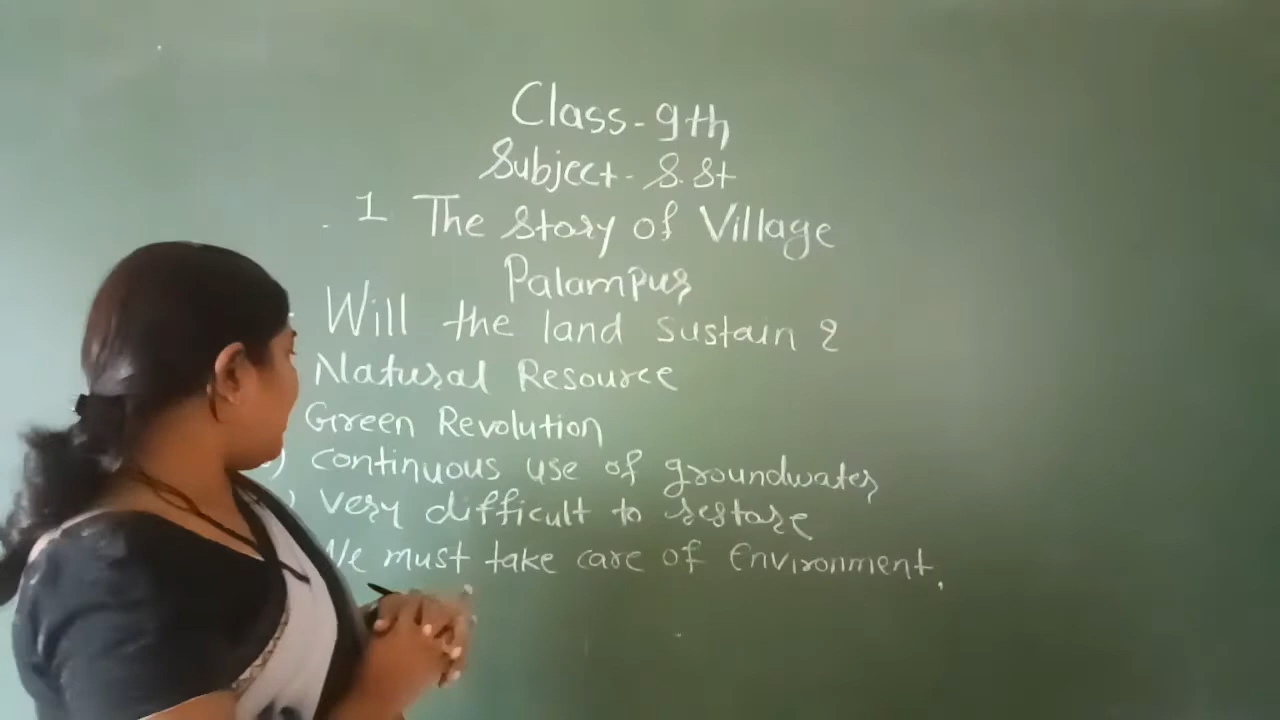 Class-9th
Subject- S.St
1 The Story of Village
Palampur
Will the land sustain ?
Natural Resource
Green Revolution
) continuous use of groundwater
) very difficult to restore
We must take care of Environment.